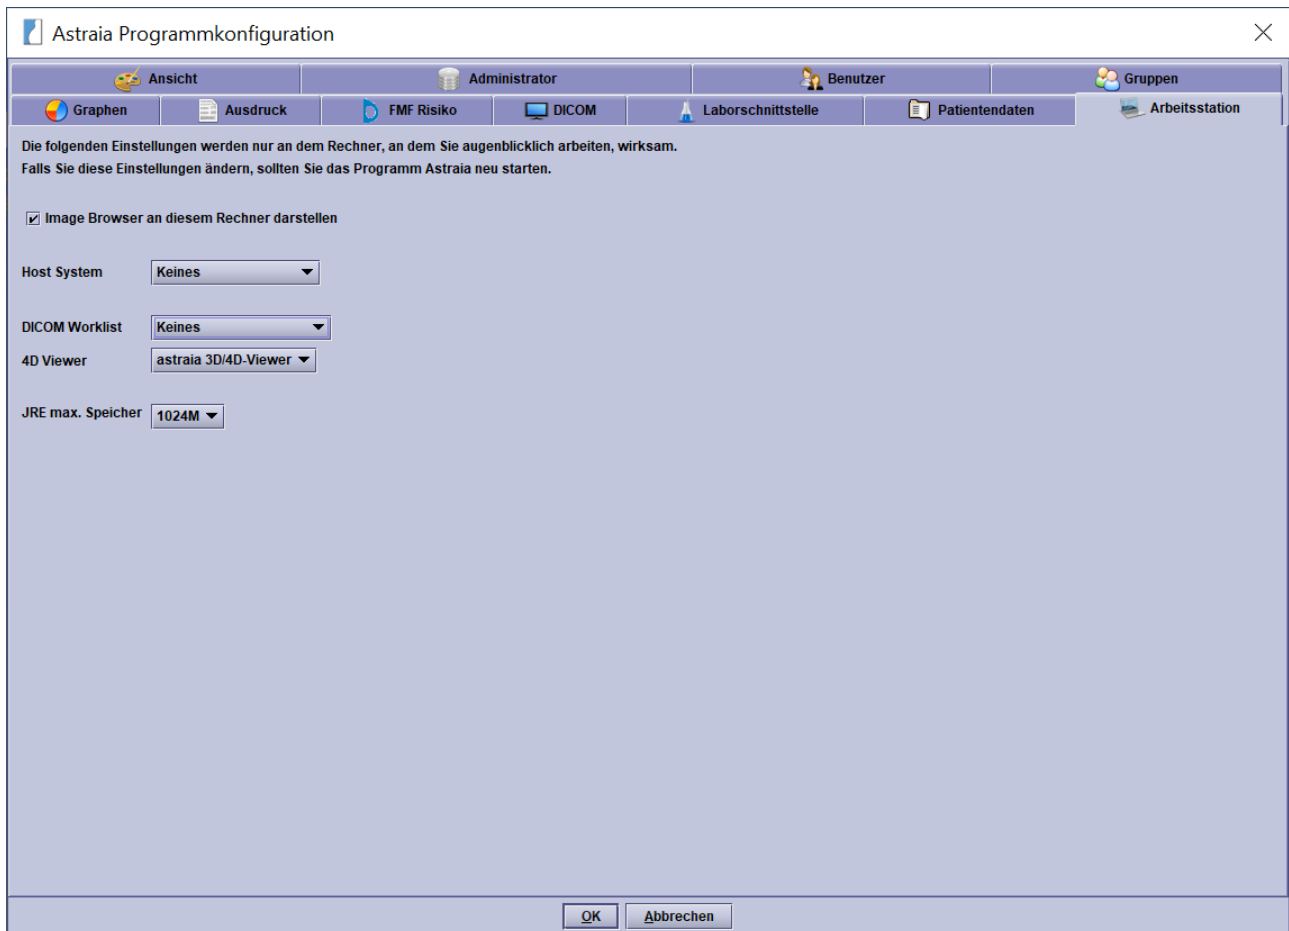 Astraia Programmkonfiguration
Ansicht Administrator Benutzer Gruppen
Graphen Ausdruck FMF Risiko DICOM Laborschnittstelle Patientendaten Arbeitsstation
Die folgenden Einstellungen werden nur an dem Rechner, an dem Sie augenblicklich arbeiten, wirksam.
Falls Sie diese Einstellungen ändern, sollten Sie das Programm Astraia neu starten.
Image Browser an diesem Rechner darstellen
Host System Keines
DICOM Worklist Keines
4D Viewer astraia 3D/4D-Viewer
JRE max. Speicher 1024M
OK Abbrechen